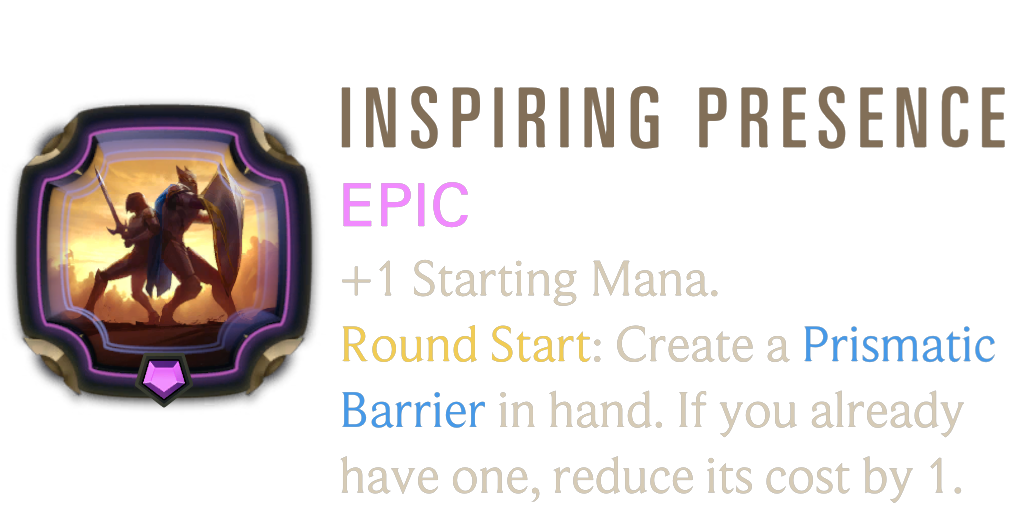 INSPIRING PRESENCE
EPIC
+1 Starting Mana.
Round Start: Create a Prismatic
Barrier in hand. If you already
have one, reduce its cost by 1.